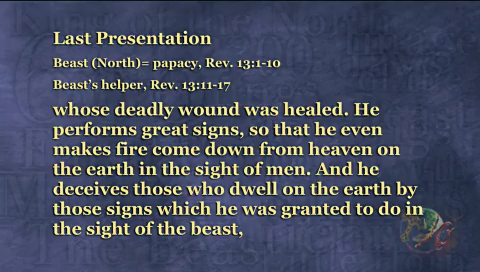 Last Presentation
Beast (North)= papacy, Rev. 13:1-10
Beast's helper, Rev. 13:11-17
whose deadly wound was healed. He
performs great signs, so that he even
makes fire come down from heaven on
the earth in the sight of men. And he
deceives those who dwell on the earth by
those signs which he was granted to do in
the sight of the beast,